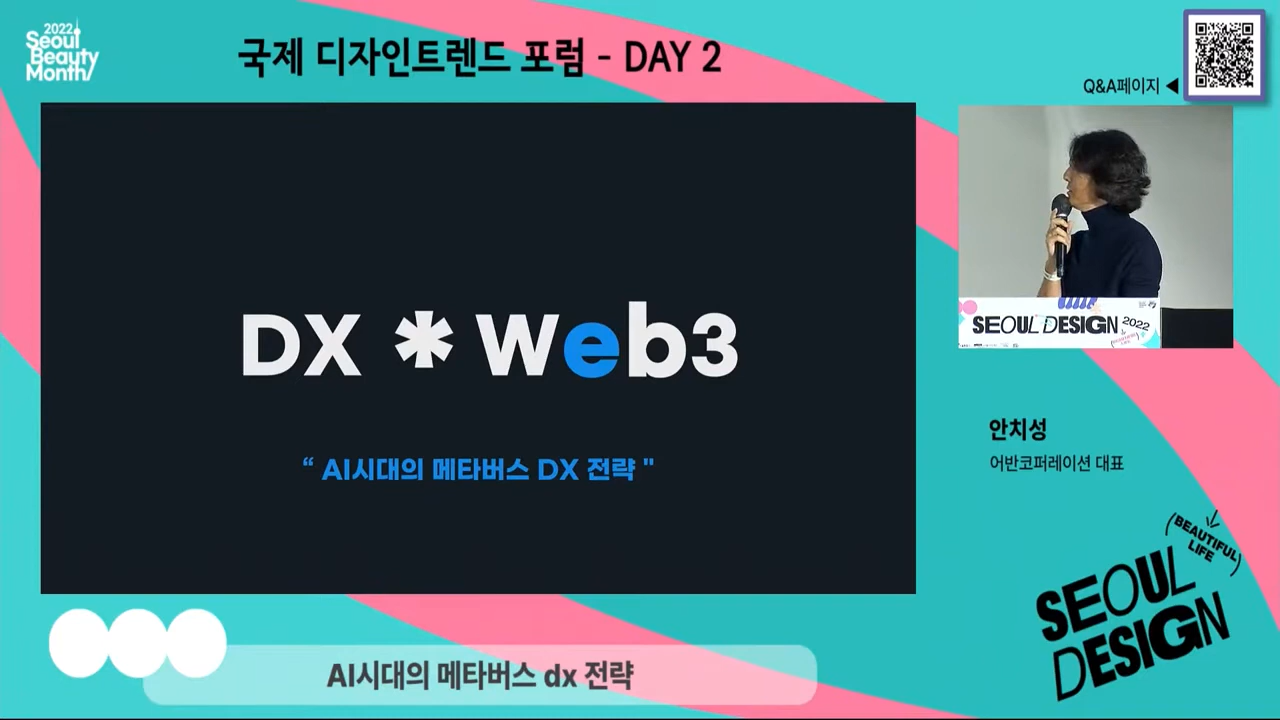 2022
Seoul
Beauty
Month
국제 디자인트렌드 포럼 - DAY 2
Q&A페이지 ◀
DX * Web3
“ AI시대의 메타버스 DX 전략 "
SEOUL DESIGN 2022
안치성
어반코퍼레이션 대표
(BEAUTIFUL
LIFE)
SEOUL
DESIGN
AI시대의 메타버스 dx 전략